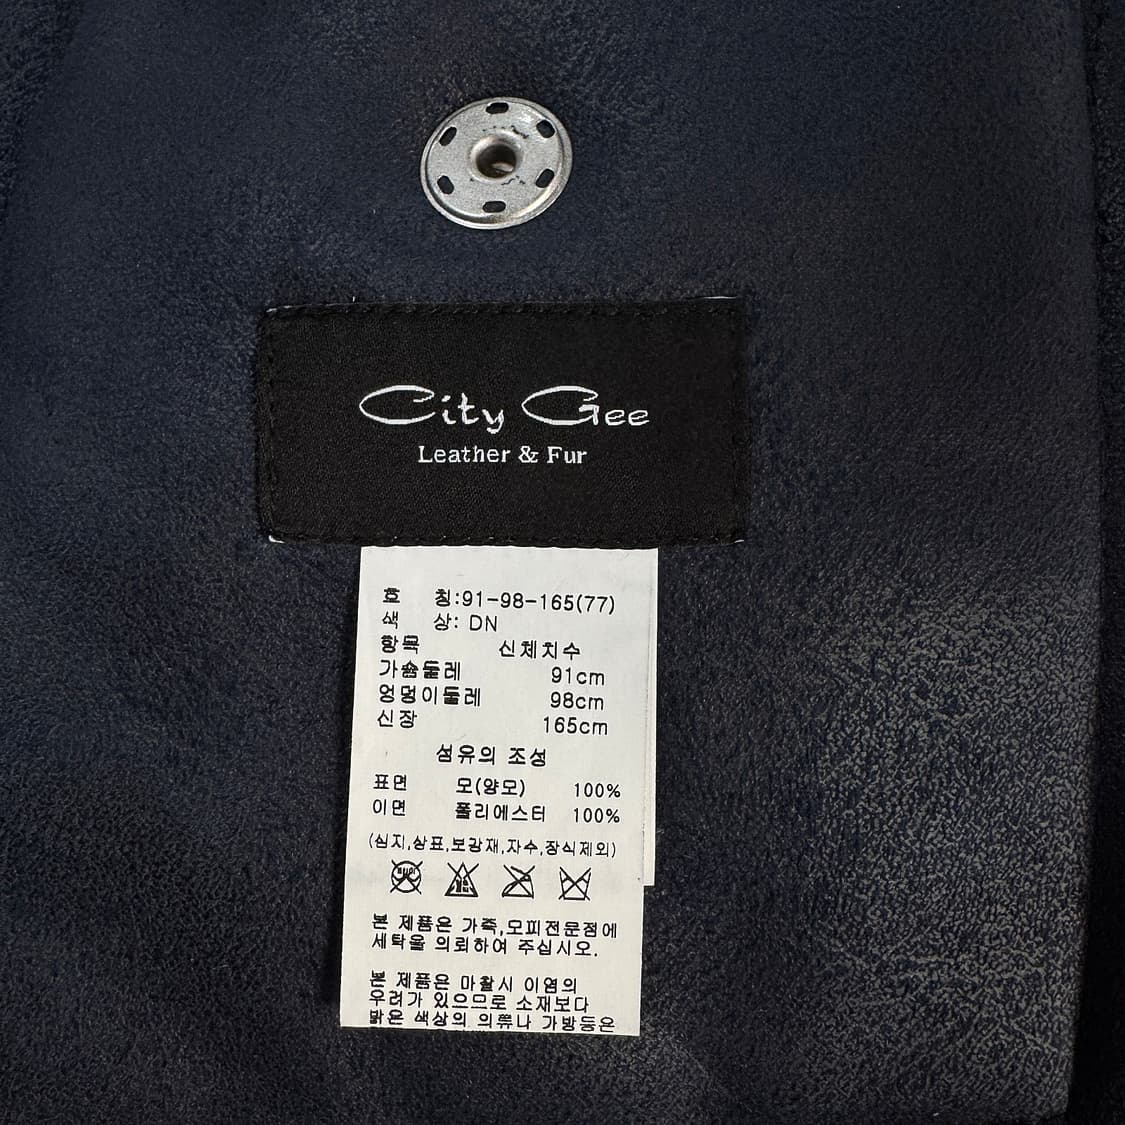 City Gee
Leather & Fur
호 칭:91-98-165(77)
색 상: DN
항목 신체치수
가슴둘레 91cm
엉덩이둘레 98cm
신장 165cm
섬유의 조성
표면 모(양모) 100%
이면 폴리에스터 100%
(심지,상표,보강재,자수,장식제외)
본 제품은 가죽,모피전문점에
세탁을 의뢰하여 주십시오.
본 제품은 마찰시 이염의
우려가 있으므로 소재보다
밝은 색상의 의류나 가방등은